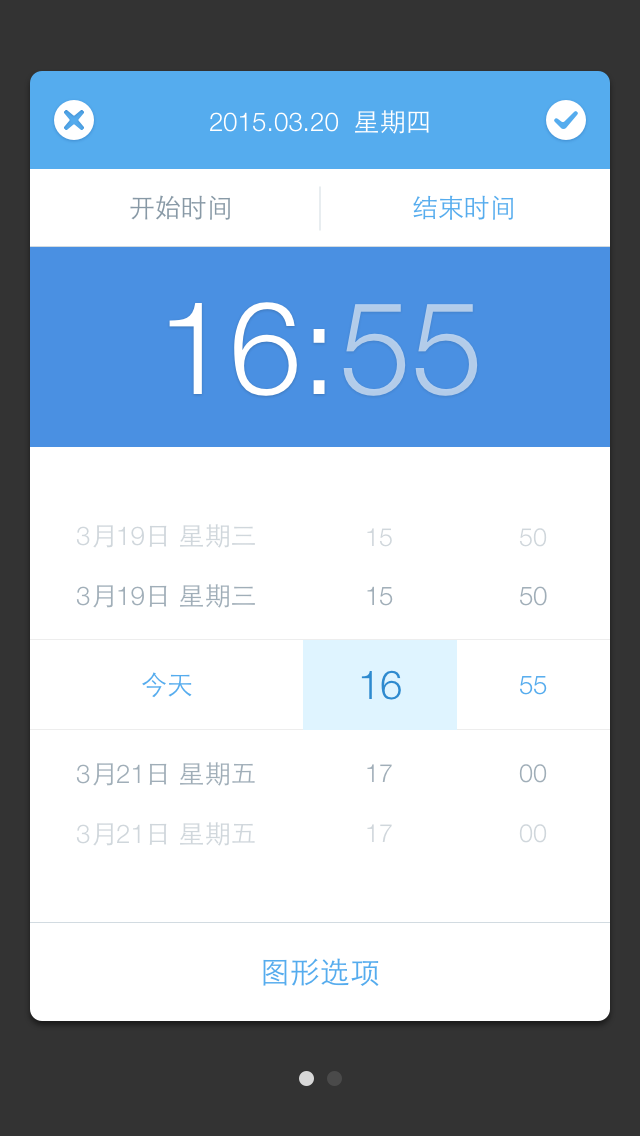 2015.03.20 星期四
开始时间 结束时间
16:55
3月19日 星期三 15 50
3月19日 星期三 15 50
今天 16 55
3月21日 星期五 17 00
3月21日 星期五 17 00
图形选项